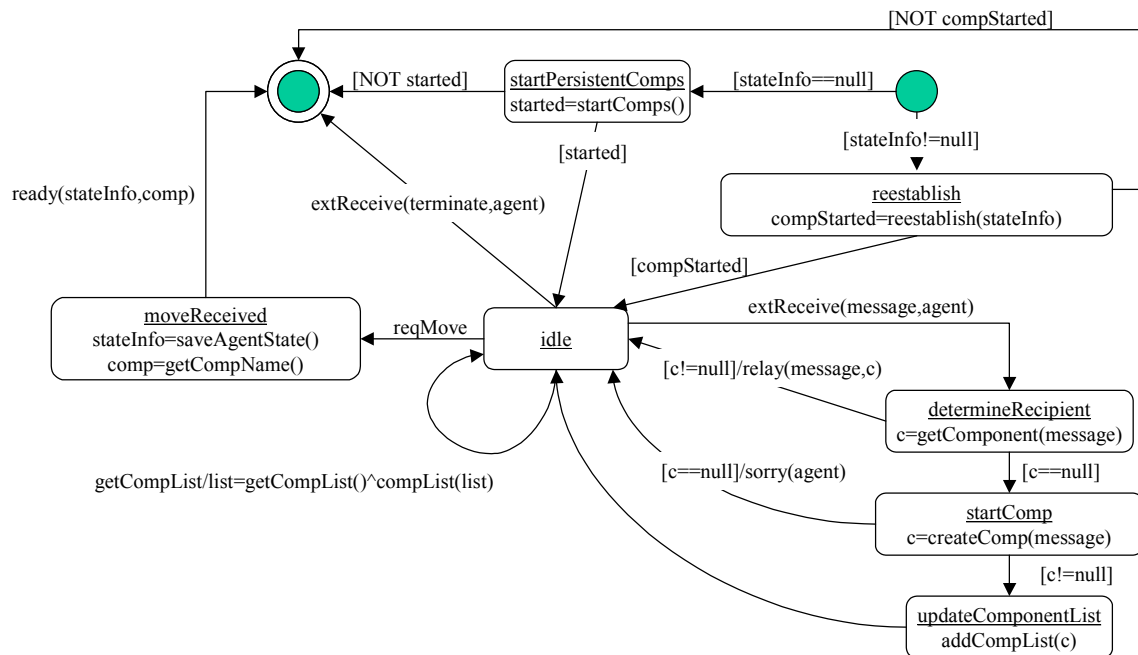 [NOT compStarted]
[NOT started]
startPersistentComps
started=startComps()
[stateInfo==null]
[started]
[stateInfo!=null]
ready(stateInfo,comp)
extReceive(terminate,agent)
reestablish
compStarted=reestablish(stateInfo)
[compStarted]
moveReceived
stateInfo=saveAgentState()
comp=getCompName()
reqMove
idle
extReceive(message,agent)
[c!=null]/relay(message,c)
determineRecipient
c=getComponent(message)
getCompList/list=getCompList()^compList(list)
[c==null]/sorry(agent)
[c==null]
startComp
c=createComp(message)
[c!=null]
updateComponentList
addCompList(c)